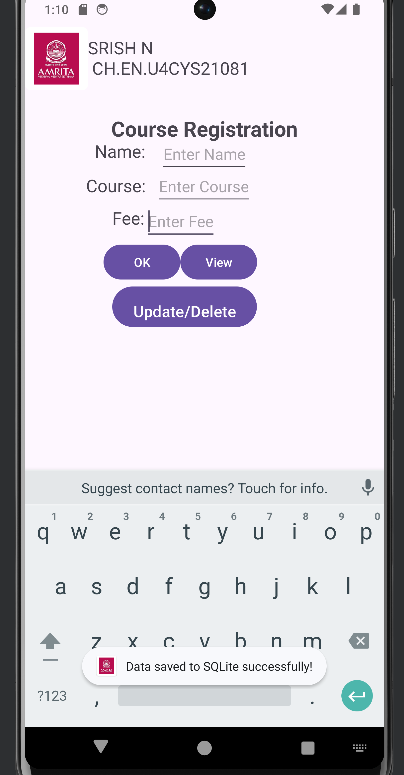 1:10
AMRITA
SRISH N
CH.EN.U4CYS21081
Course Registration
Name: Enter Name
Course: Enter Course
Fee: Enter Fee
OK View
Update/Delete
Suggest contact names? Touch for info.
1 2 3 4 5 6 7 8 9 0
q w e r t y u i o p
a s d f g h j k l
z x c v b n m
Data saved to SQLite successfully!
?123 , .